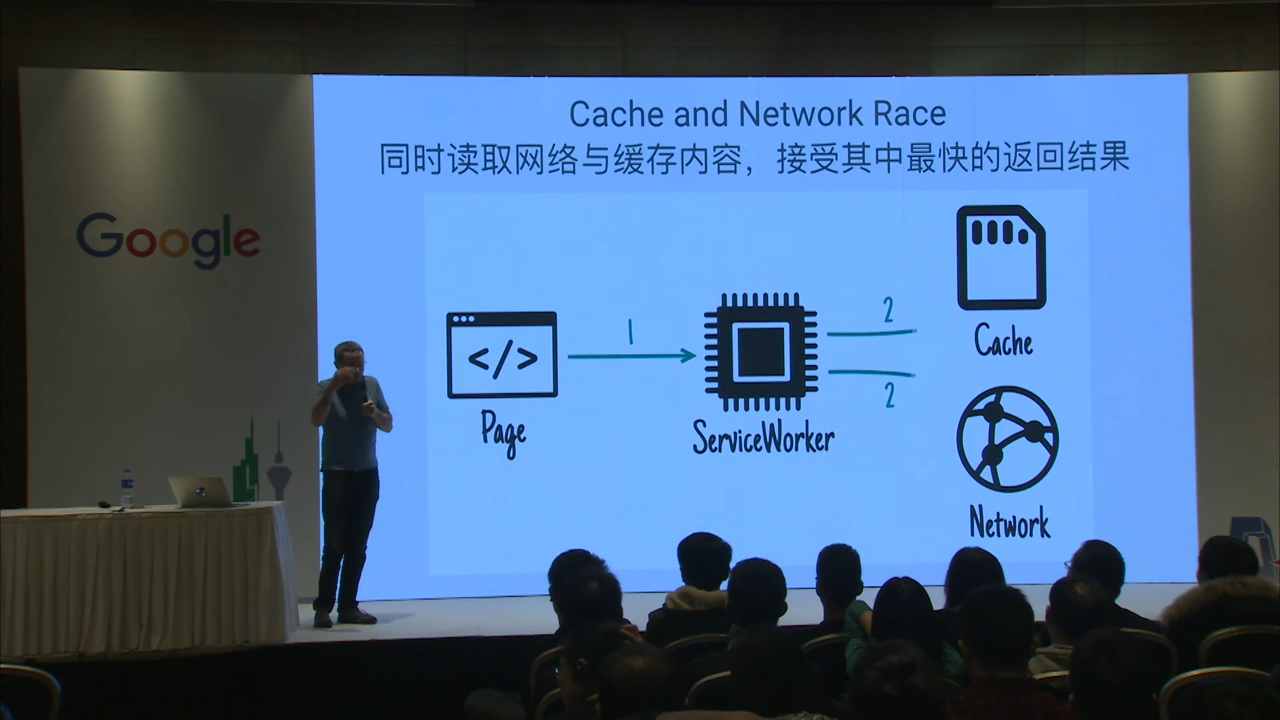 Cache and Network Race
同时读取网络与缓存内容，接受其中最快的返回结果
Google
1
2
Cache
</>
2
Page
ServiceWorker
Network